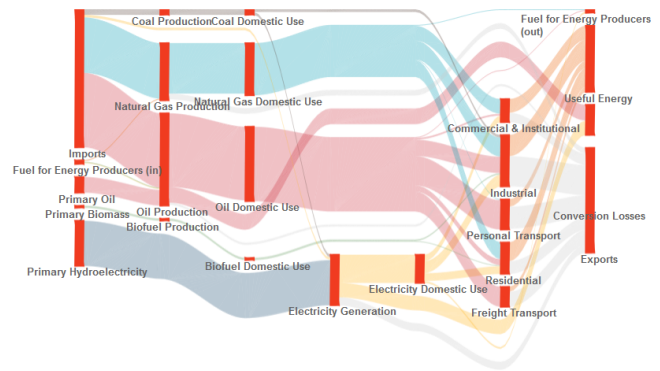 Coal Production
Coal Domestic Use
Fuel for Energy Producers
(out)
Natural Gas Production
Natural Gas Domestic Use
Useful Energy
Commercial & Institutional
Imports
Fuel for Energy Producers (in)
Industrial
Primary Oil
Oil Production
Oil Domestic Use
Primary Biomass
Biofuel Production
Conversion Losses
Personal Transport
Exports
Primary Hydroelectricity
Biofuel Domestic Use
Residential
Electricity Domestic Use
Electricity Generation
Freight Transport